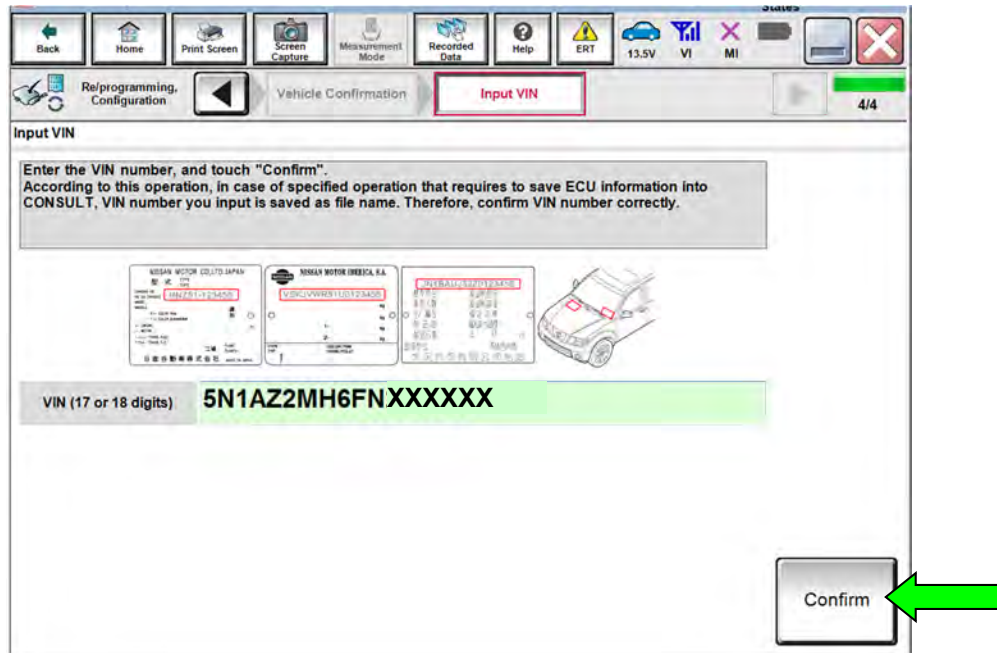 States
Back
Home
Print Screen
Screen Capture
Measurement Mode
Recorded Data
Help
ERT
13.5V
VI
MI
Re/programming,
Configuration
Vehicle Confirmation
Input VIN
4/4
Input VIN
Enter the VIN number, and touch "Confirm".
According to this operation, in case of specified operation that requires to save ECU information into
CONSULT, VIN number you input is saved as file name. Therefore, confirm VIN number correctly.
NISSAN MOTOR CO.,LTD. JAPAN
NISSAN MOTOR IBERICA, S.A.
VIN (17 or 18 digits)
5N1AZ2MH6FNXXXXXX
Confirm